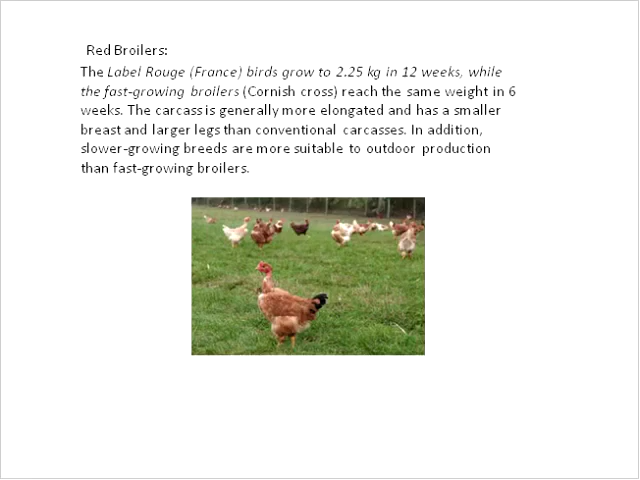 Red Broilers:
The Label Rouge (France) birds grow to 2.25 kg in 12 weeks, while
the fast-growing broilers (Cornish cross) reach the same weight in 6
weeks. The carcass is generally more elongated and has a smaller
breast and larger legs than conventional carcasses. In addition,
slower-growing breeds are more suitable to outdoor production
than fast-growing broilers.